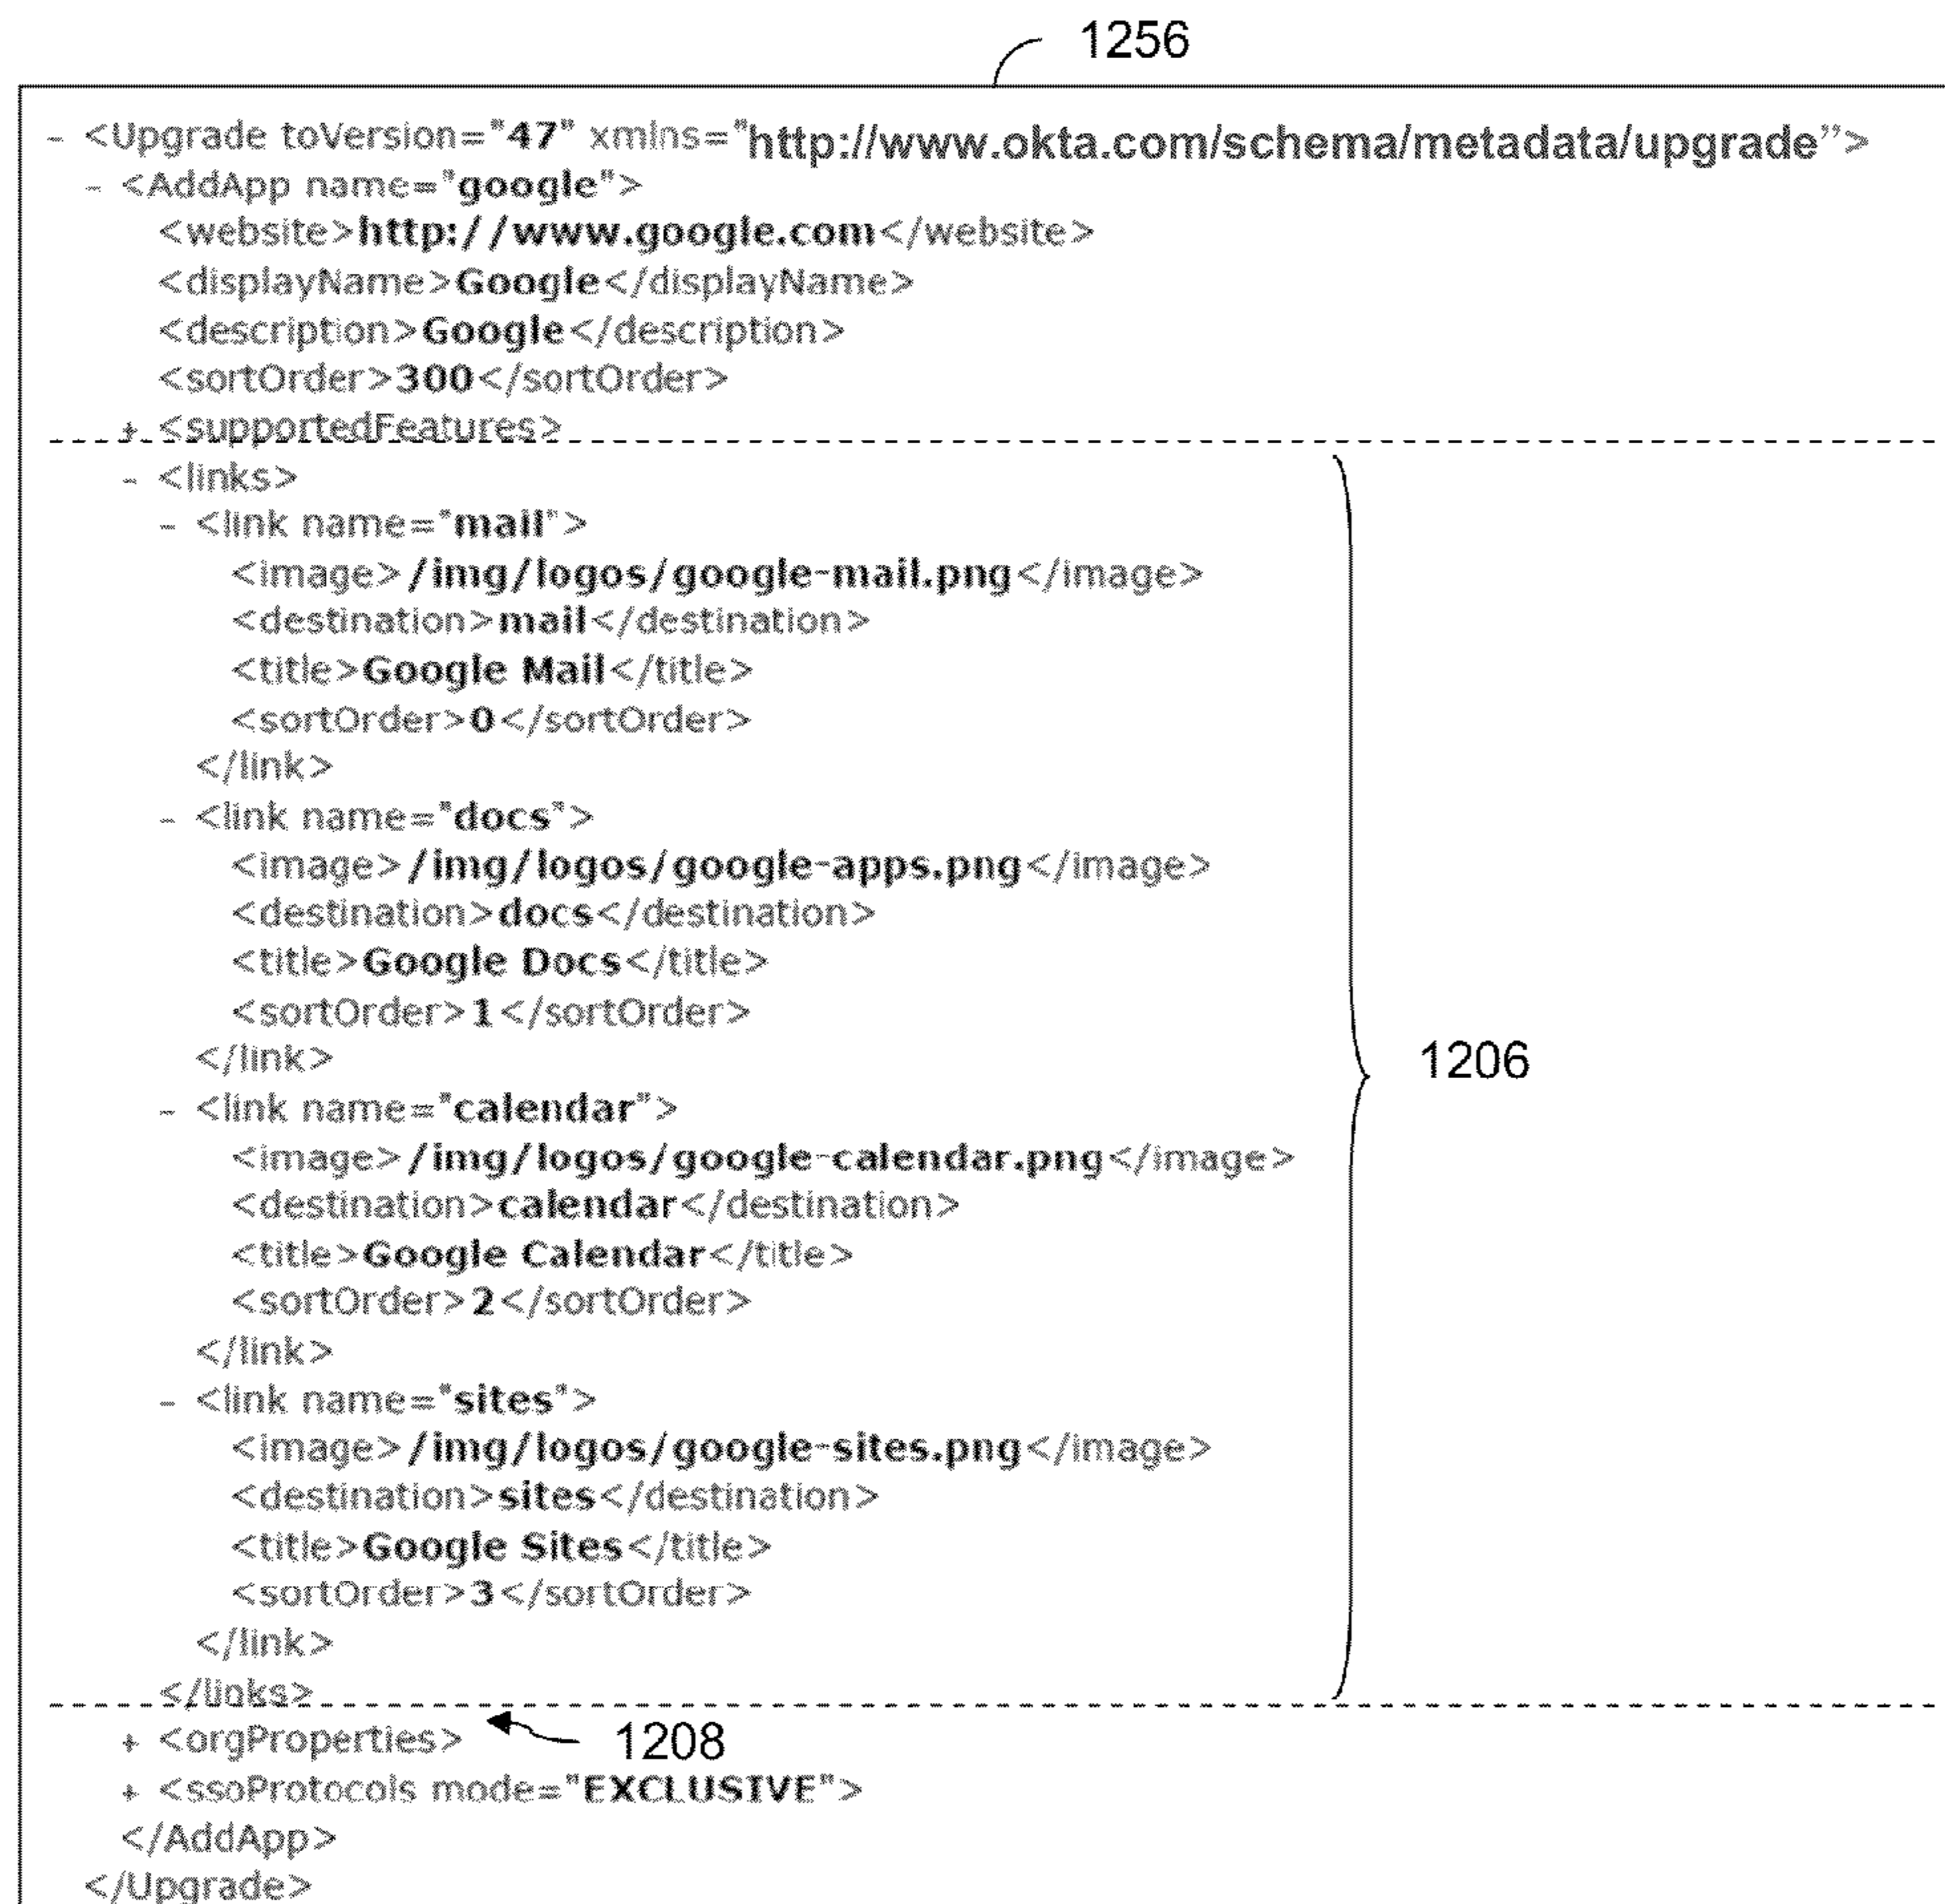 1256
- <Upgrade toVersion="47" xmlns="http://www.okta.com/schema/metadata/upgrade”>
- <AddApp name="google">
<website>http://www.google.com</website>
<displayName>Google</displayName>
<description>Google</description>
<sortOrder>300</sortOrder>
+ <supportedFeatures>
- <links>
- <link name="mail">
<image>/img/logos/google-mail.png</image>
<destination>mail</destination>
<title>Google Mail</title>
<sortOrder>0</sortOrder>
</link>
- <link name="docs">
<image>/img/logos/google-apps.png</image>
<destination>docs</destination>
<title>Google Docs</title>
<sortOrder>1</sortOrder>
</link>
1206
- <link name="calendar">
<image>/img/logos/google-calendar.png</image>
<destination>calendar</destination>
<title>Google Calendar</title>
<sortOrder>2</sortOrder>
</link>
- <link name="sites">
<image>/img/logos/google-sites.png</image>
<destination>sites</destination>
<title>Google Sites</title>
<sortOrder>3</sortOrder>
</link>
</links>
+ <orgProperties> 1208
+ <ssoProtocols mode="EXCLUSIVE">
</AddApp>
</Upgrade>